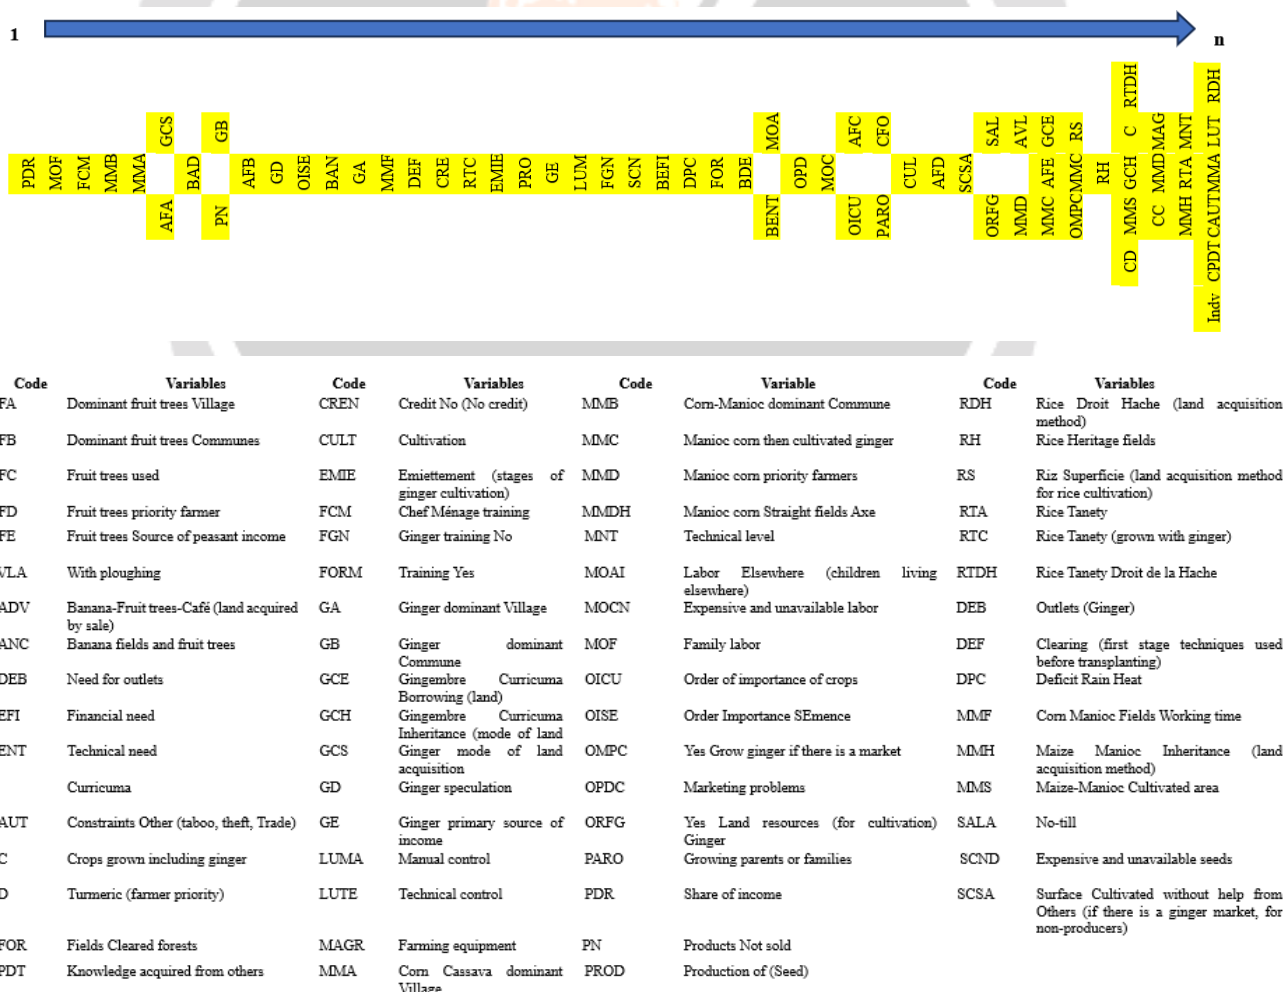 1
n
RTDH
RDH
GCS
GB
MOA
AFC
CFO
SAL
AVL
GCE
RS
C
MAG
MNT
LUT
PDR
MOF
FCM
MMB
MMA
BAD
AFB
GD
OISE
BAN
GA
MMF
DEF
CRE
RTC
EMIE
PRO
GE
LUM
FGN
SCN
BEFI
DPC
FOR
BDE
OPD
MOC
CUL
AFD
SCSA
AFE
MMC
RH
GCH
MMD
RTA
MMA
AFA
PN
BENT
OICU
PARO
ORFG
MMD
MMC
OMPC
MMS
CC
MMH
CAUT
CD
CPDT
Indv
Code Variables Code Variables Code Variable Code Variables
FA Dominant fruit trees Village CREN Credit No (No credit) MMB Corn-Manioc dominant Commune RDH Rice Droit Hache (land acquisition
method)
FB Dominant fruit trees Communes CULT Cultivation MMC Manioc corn then cultivated ginger RH Rice Heritage fields
FC Fruit trees used EMIE Emiettement (stages of MMD Manioc corn priority farmers RS Riz Superficie (land acquisition method
ginger cultivation) for rice cultivation)
FD Fruit trees priority farmer FCM Chef Ménage training MMDH Manioc corn Straight fields Axe RTA Rice Tanety
FE Fruit trees Source of peasant income FGN Ginger training No MNT Technical level RTC Rice Tanety (grown with ginger)
VLA With ploughing FORM Training Yes MOAI Labor Elsewhere (children living RTDH Rice Tanety Droit de la Hache
elsewhere)
ADV Banana-Fruit trees-Café (land acquired GA Ginger dominant Village MOCN Expensive and unavailable labor DEB Outlets (Ginger)
by sale)
ANC Banana fields and fruit trees GB Ginger dominant MOF Family labor DEF Clearing (first stage techniques used
Commune before transplanting)
DEB Need for outlets GCE Gingembre Curricuma OICU Order of importance of crops DPC Deficit Rain Heat
Borrowing (land)
EFI Financial need GCH Gingembre Curricuma OISE Order Importance SEmence MMF Corn Manioc Fields Working time
Inheritance (mode of land
ENT Technical need GCS Ginger mode of land OMPC Yes Grow ginger if there is a market MMH Maize Manioc Inheritance (land
acquisition acquisition method)
Curricuma GD Ginger speculation OPDC Marketing problems MMS Maize-Manioc Cultivated area
AUT Constraints Other (taboo, theft, Trade) GE Ginger primary source of ORFG Yes Land resources (for cultivation) SALA No-till
income Ginger
C Crops grown including ginger LUMA Manual control PARO Growing parents or families SCND Expensive and unavailable seeds
D Turmeric (farmer priority) LUTE Technical control PDR Share of income SCSA Surface Cultivated without help from
Others (if there is a ginger market, for
non-producers)
FOR Fields Cleared forests MAGR Farming equipment PN Products Not sold
PDT Knowledge acquired from others MMA Corn Cassava dominant PROD Production of (Seed)
Village